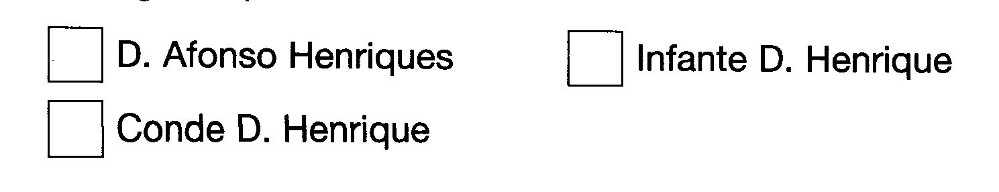 D. Afonso Henriques
Infante D. Henrique
Conde D. Henrique